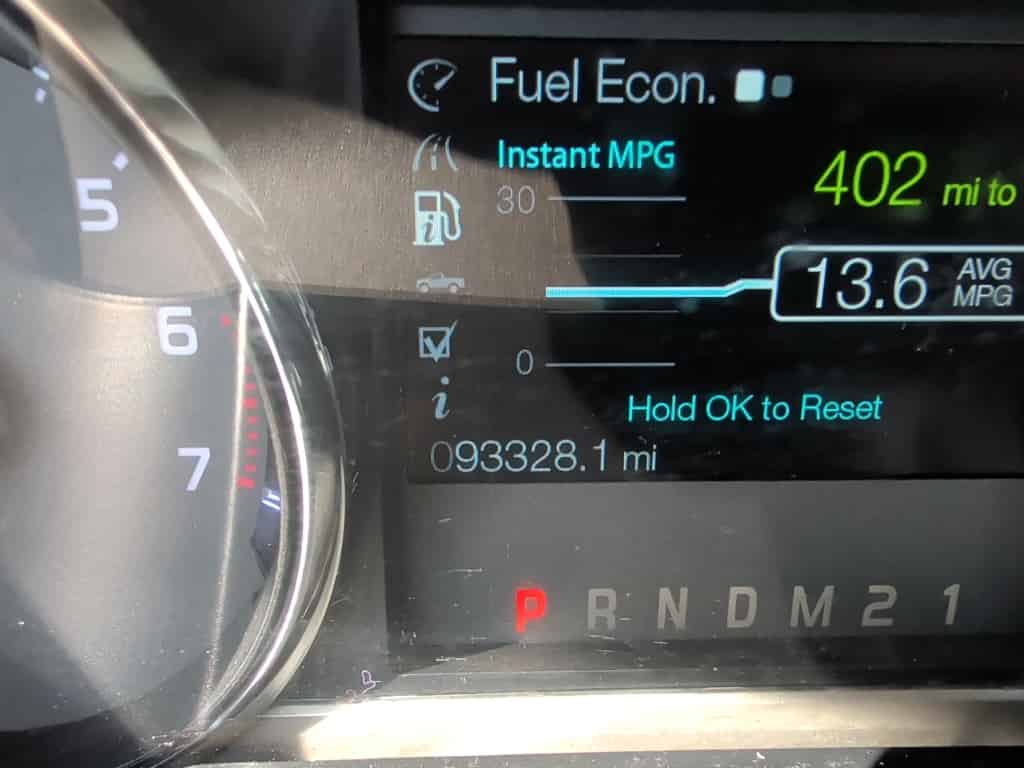 Fuel Econ.
Instant MPG
30
402 mi to
13.6 AVG MPG
0
Hold OK to Reset
093328.1 mi
P R N D M 2 1
5
6
7